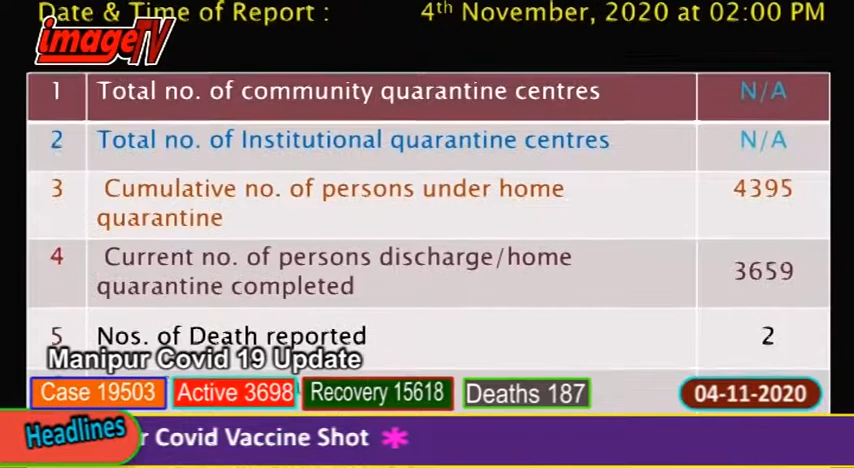 Date & Time of Report : 4th November, 2020 at 02:00 PM
imageTV
1 Total no. of community quarantine centres N/A
2 Total no. of Institutional quarantine centres N/A
3 Cumulative no. of persons under home
quarantine 4395
4 Current no. of persons discharge/home
quarantine completed 3659
5 Nos. of Death reported 2
Manipur Covid 19 Update
Case 19503 Active 3698 Recovery 15618 Deaths 187 04-11-2020
Headlines r Covid Vaccine Shot